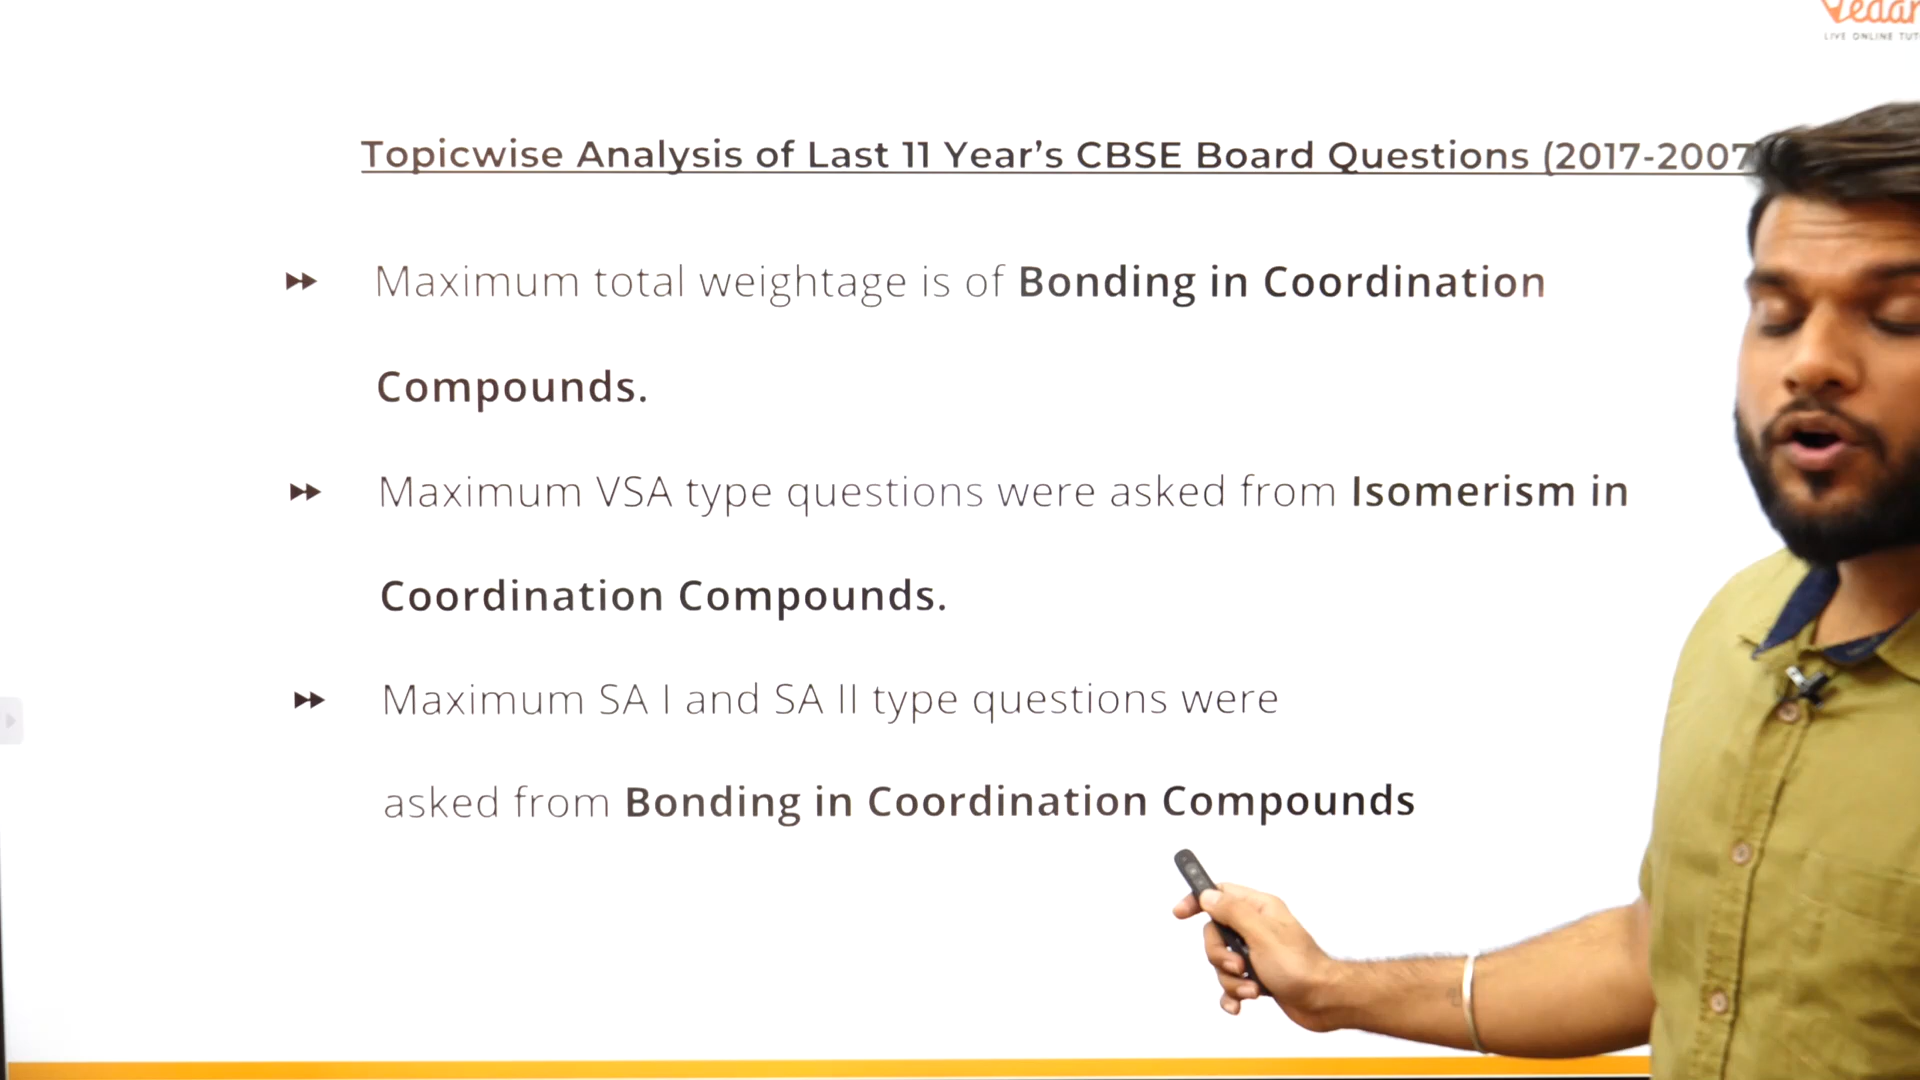 LIVE ONLINE
Topicwise Analysis of Last 11 Year’s CBSE Board Questions (2017-2007
Maximum total weightage is of Bonding in Coordination
Compounds.
Maximum VSA type questions were asked from Isomerism in
Coordination Compounds.
Maximum SA I and SA II type questions were
asked from Bonding in Coordination Compounds